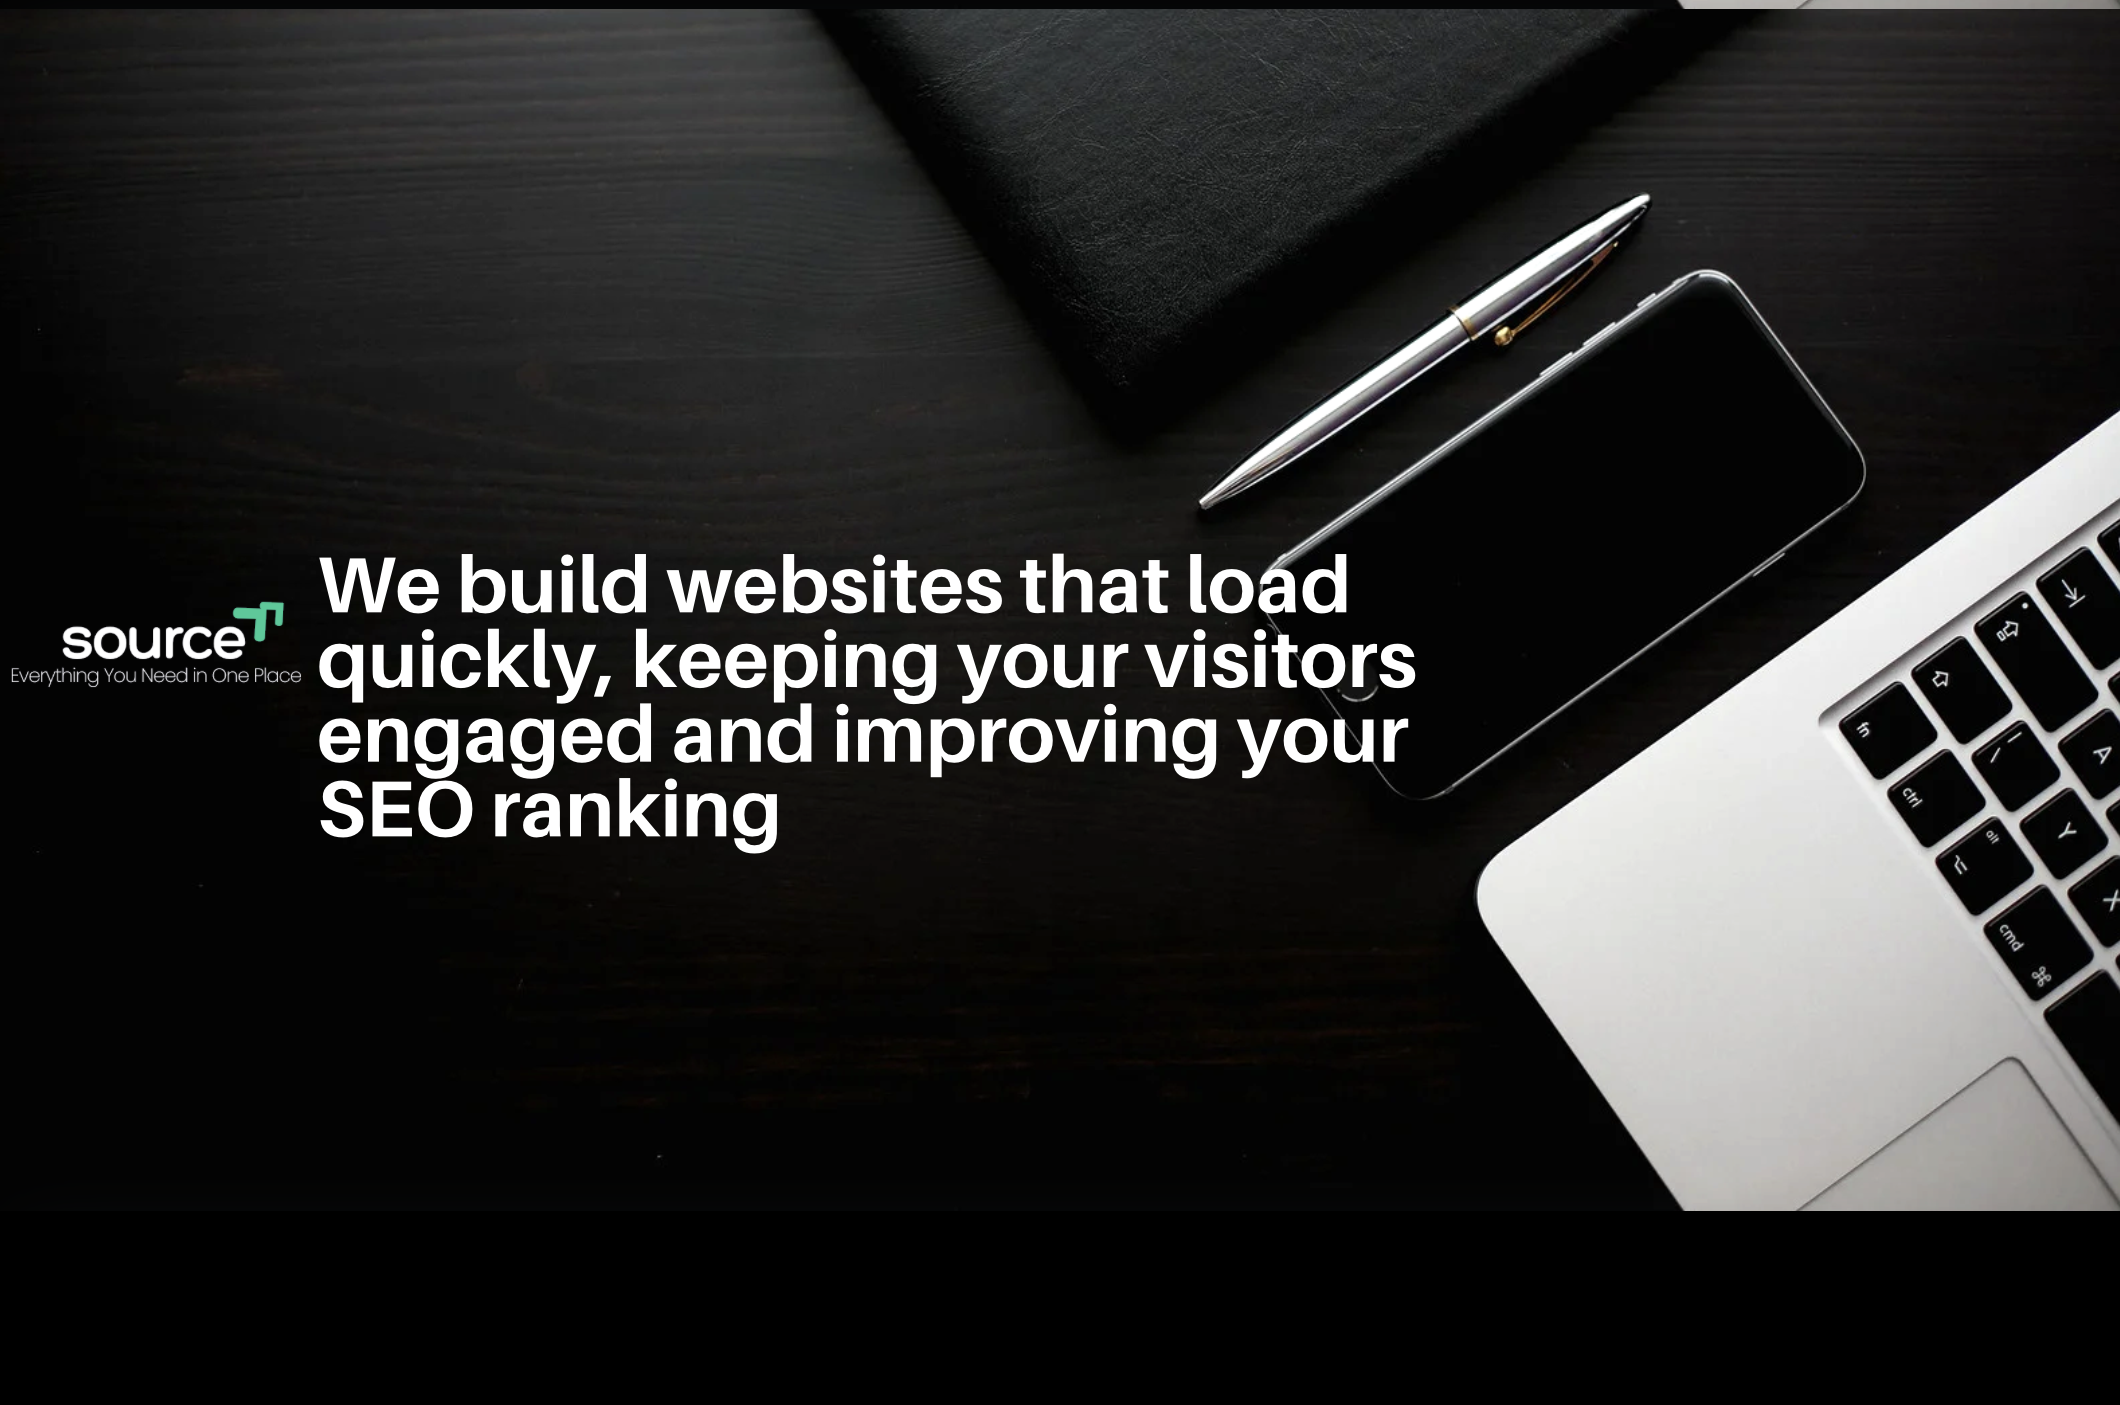 source
Everything You Need in One Place
We build websites that load
quickly, keeping your visitors
engaged and improving your
SEO ranking
fn
ctrl
alt
cmd ⌘
A
Y
X